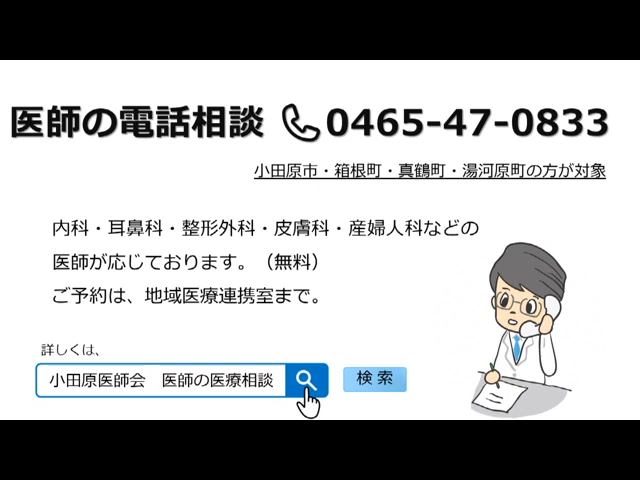 医師の電話相談 0465-47-0833
小田原市・箱根町・真鶴町・湯河原町の方が対象
内科・耳鼻科・整形外科・皮膚科・産婦人科などの
医師が応じております。（無料）
ご予約は、地域医療連携室まで。
詳しくは、
小田原医師会　医師の医療相談
検索